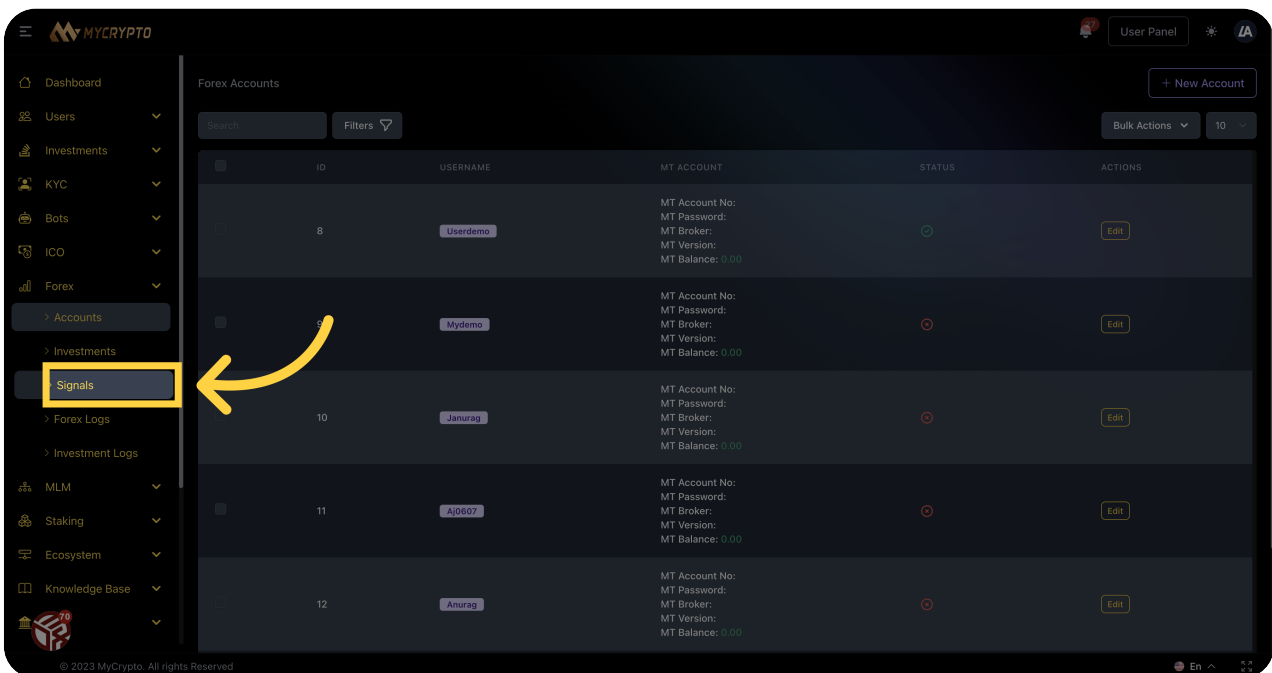 MYCRYPTO
27
User Panel
Dashboard
Users
Investments
KYC
Bots
ICO
Forex
> Accounts
> Investments
Signals
> Forex Logs
> Investment Logs
MLM
Staking
Ecosystem
Knowledge Base
70
Forex Accounts
+ New Account
Search
Filters
Bulk Actions
10
ID USERNAME MT ACCOUNT STATUS ACTIONS
MT Account No:
MT Password:
8 Userdemo MT Broker: Edit
MT Version:
MT Balance: 0.00
MT Account No:
MT Password:
9 Mydemo MT Broker: Edit
MT Version:
MT Balance: 0.00
MT Account No:
MT Password:
10 Janurag MT Broker: Edit
MT Version:
MT Balance: 0.00
MT Account No:
MT Password:
11 Aj0607 MT Broker: Edit
MT Version:
MT Balance: 0.00
MT Account No:
MT Password:
12 Anurag MT Broker: Edit
MT Version:
MT Balance: 0.00
© 2023 MyCrypto. All rights Reserved
En